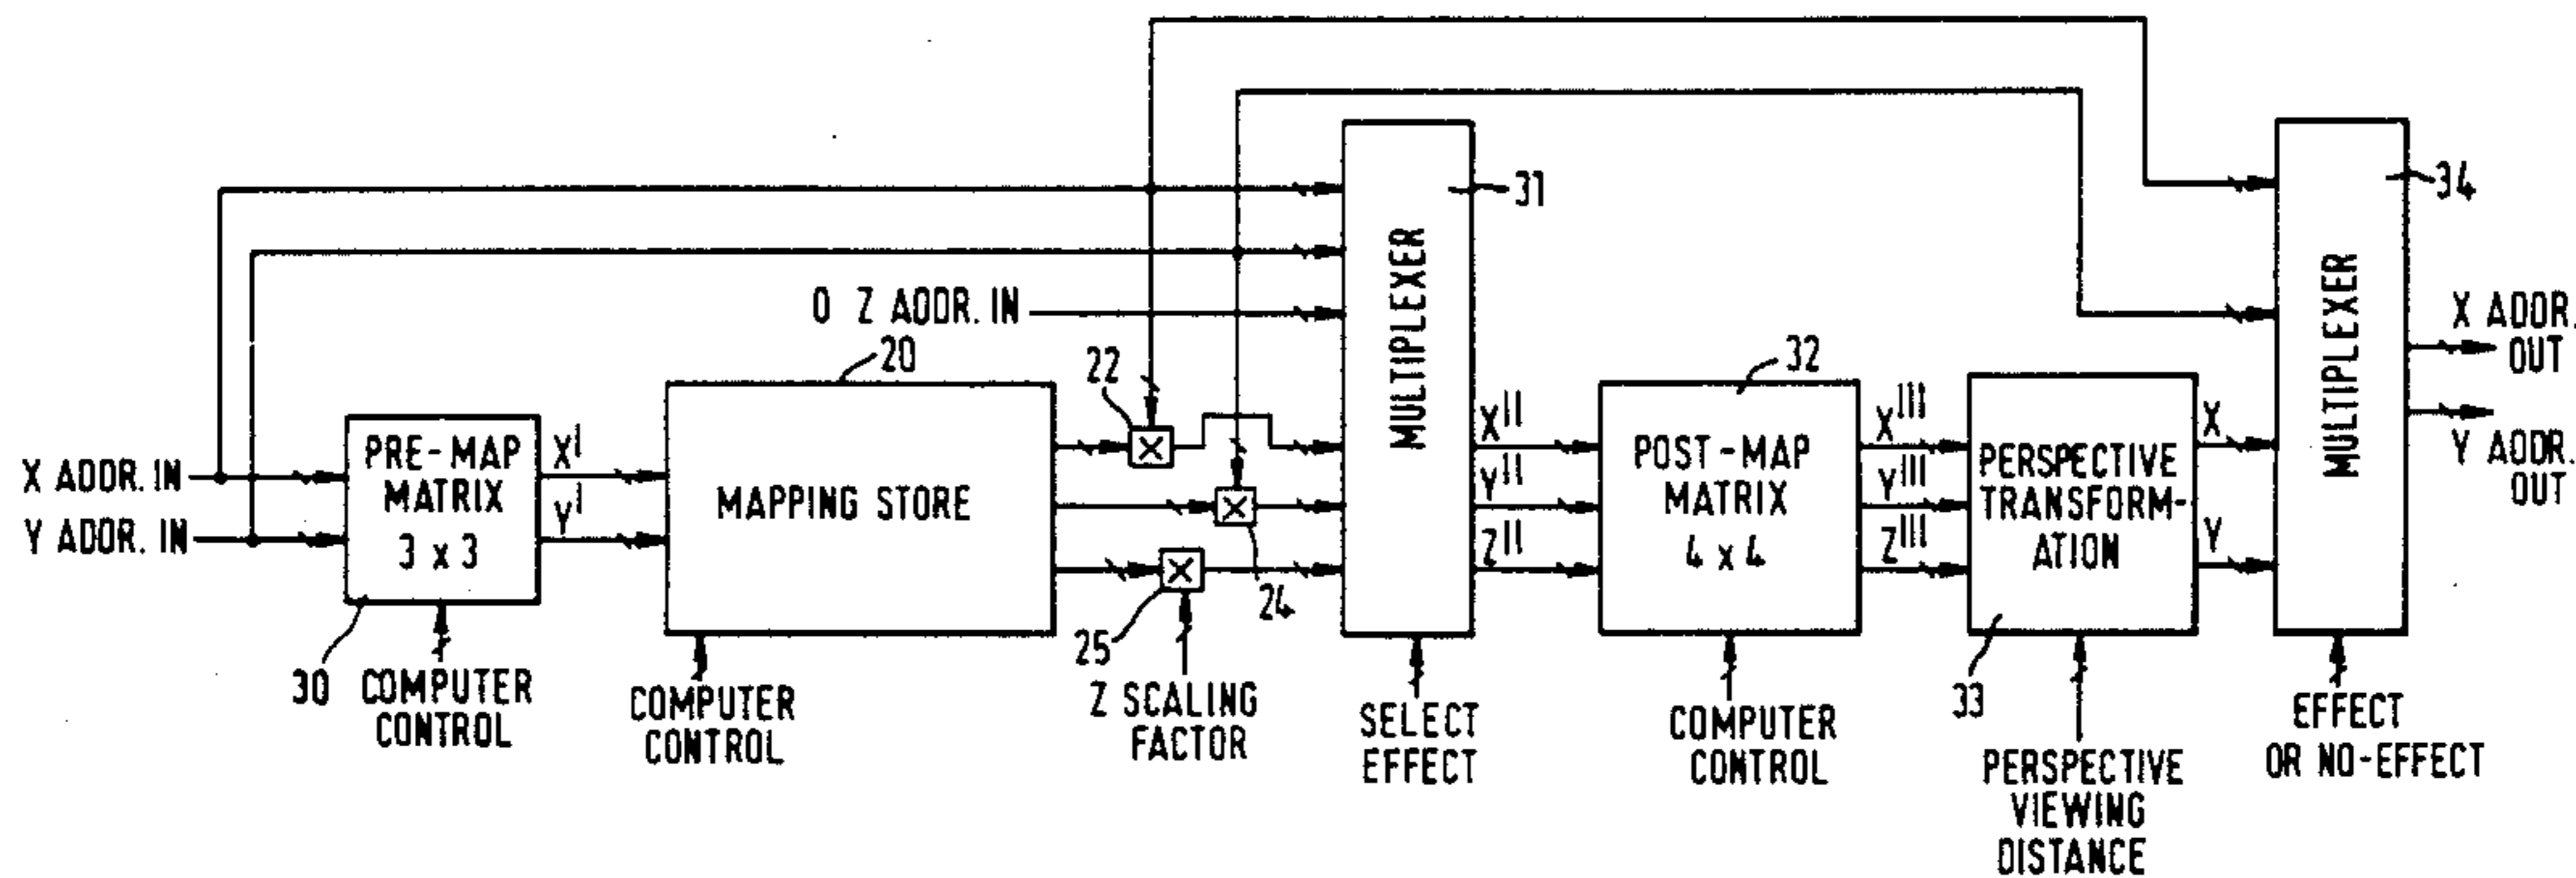 31
34
MULTIPLEXER
MULTIPLEXER
0 Z ADDR. IN
X ADDR.
OUT
Y ADDR.
OUT
20
22
32
X ADDR. IN
Y ADDR. IN
PRE-MAP
MATRIX
3 x 3
X'
Y'
MAPPING STORE
24
25
X''
Y''
Z''
POST-MAP
MATRIX
4 x 4
X'''
Y'''
Z'''
PERSPECTIVE
TRANSFORM-
ATION
X
Y
30
COMPUTER
CONTROL
COMPUTER
CONTROL
Z SCALING
FACTOR
SELECT
EFFECT
COMPUTER
CONTROL
33
PERSPECTIVE
VIEWING
DISTANCE
EFFECT
OR NO-EFFECT